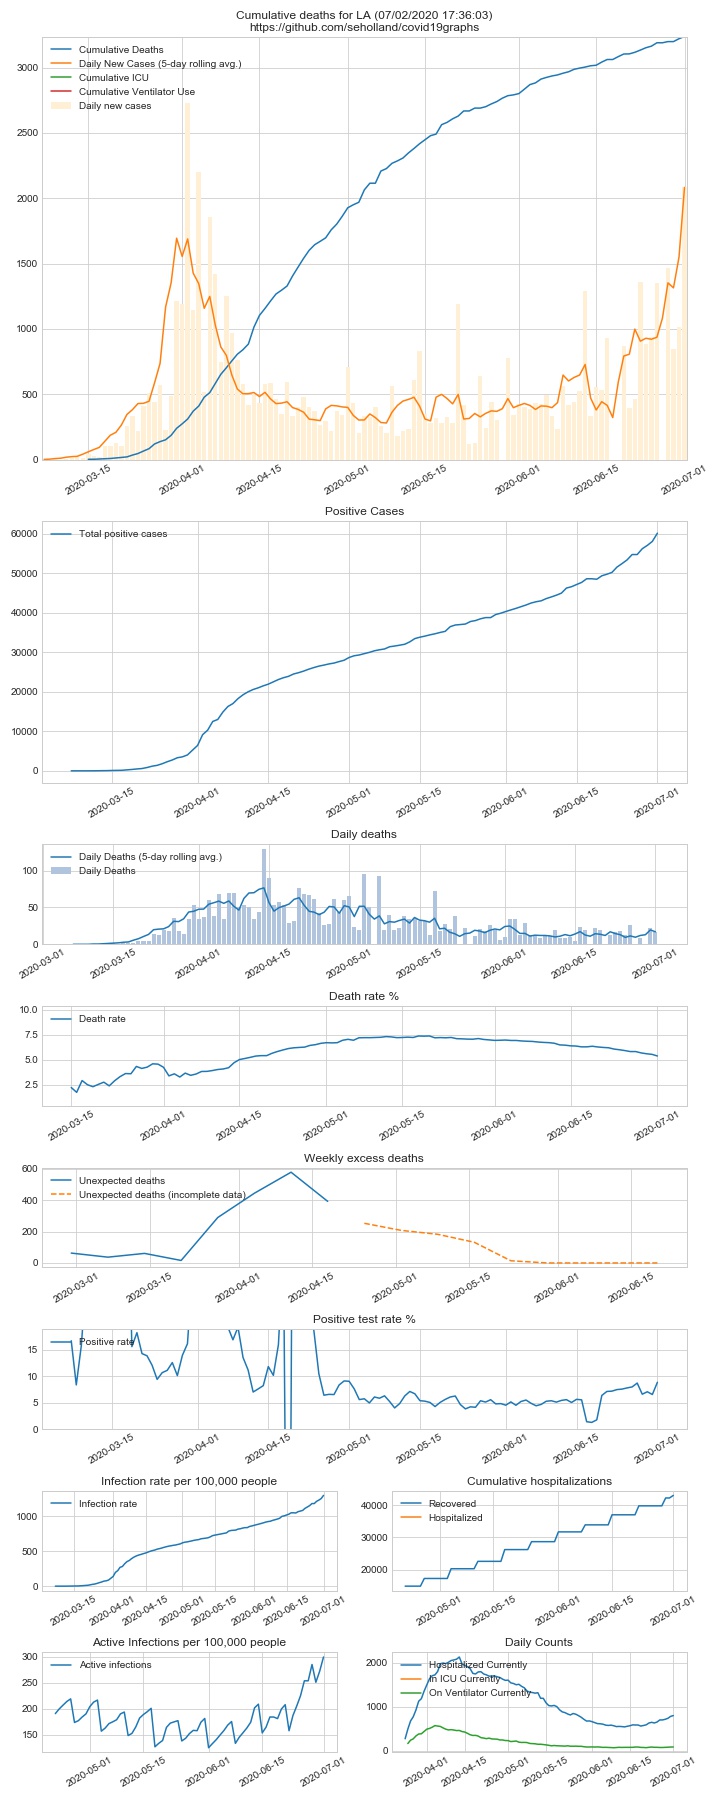 Cumulative deaths for LA (07/02/2020 17:36:03)
https://github.com/seholland/covid19graphs
Cumulative Deaths
Daily New Cases (5-day rolling avg.)
Cumulative ICU
Cumulative Ventilator Use
Daily new cases
3000
2500
2000
1500
1000
500
0
2020-03-15 2020-04-01 2020-04-15 2020-05-01 2020-05-15 2020-06-01 2020-06-15 2020-07-01
Positive Cases
Total positive cases
60000
50000
40000
30000
20000
10000
0
2020-03-15 2020-04-01 2020-04-15 2020-05-01 2020-05-15 2020-06-01 2020-06-15 2020-07-01
Daily deaths
Daily Deaths (5-day rolling avg.)
Daily Deaths
100
50
0
2020-03-01 2020-03-15 2020-04-01 2020-04-15 2020-05-01 2020-05-15 2020-06-01 2020-06-15 2020-07-01
Death rate %
Death rate
10.0
7.5
5.0
2.5
2020-03-15 2020-04-01 2020-04-15 2020-05-01 2020-05-15 2020-06-01 2020-06-15 2020-07-01
Weekly excess deaths
Unexpected deaths
Unexpected deaths (incomplete data)
600
400
200
0
2020-03-01 2020-03-15 2020-04-01 2020-04-15 2020-05-01 2020-05-15 2020-06-01 2020-06-15
Positive test rate %
Positive rate
15
10
5
0
2020-03-15 2020-04-01 2020-04-15 2020-05-01 2020-05-15 2020-06-01 2020-06-15 2020-07-01
Infection rate per 100,000 people
Infection rate
1000
500
0
2020-03-15 2020-04-01 2020-04-15 2020-05-01 2020-05-15 2020-06-01 2020-06-15 2020-07-01
Cumulative hospitalizations
Recovered
Hospitalized
40000
30000
20000
2020-05-01 2020-05-15 2020-06-01 2020-06-15 2020-07-01
Active Infections per 100,000 people
Active infections
300
250
200
150
2020-05-01 2020-05-15 2020-06-01 2020-06-15 2020-07-01
Daily Counts
Hospitalized Currently
In ICU Currently
On Ventilator Currently
2000
1000
0
2020-04-01 2020-04-15 2020-05-01 2020-05-15 2020-06-01 2020-06-15 2020-07-01